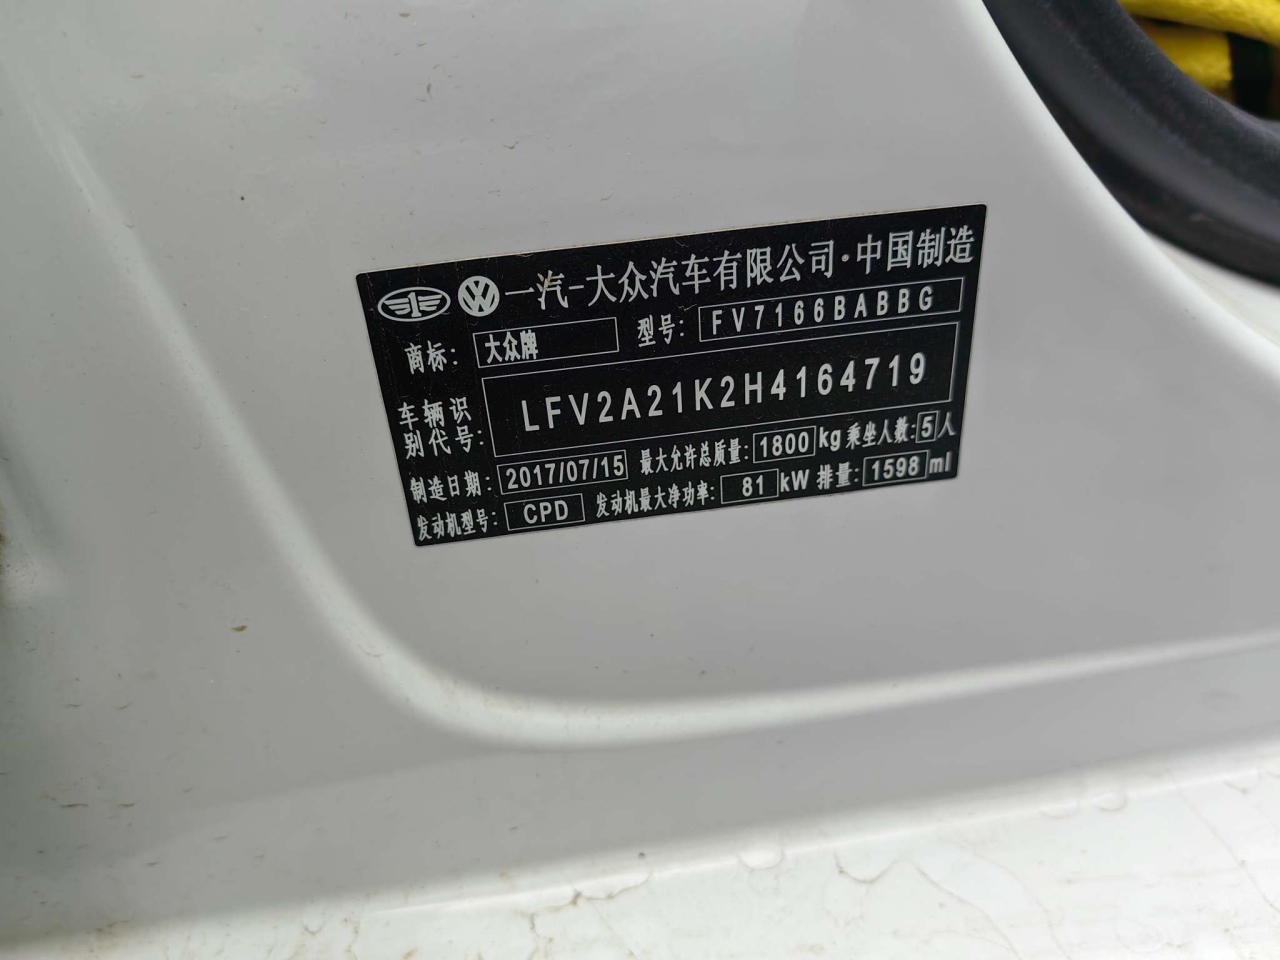 一汽-大众汽车有限公司·中国制造
商标: 大众牌 型号: FV7166BABBG
车辆识别代号: LFV2A21K2H4164719
制造日期: 2017/07/15 最大允许总质量: 1800 kg 乘坐人数: 5 人
发动机型号: CPD 发动机最大净功率: 81 kW 排量: 1598 ml